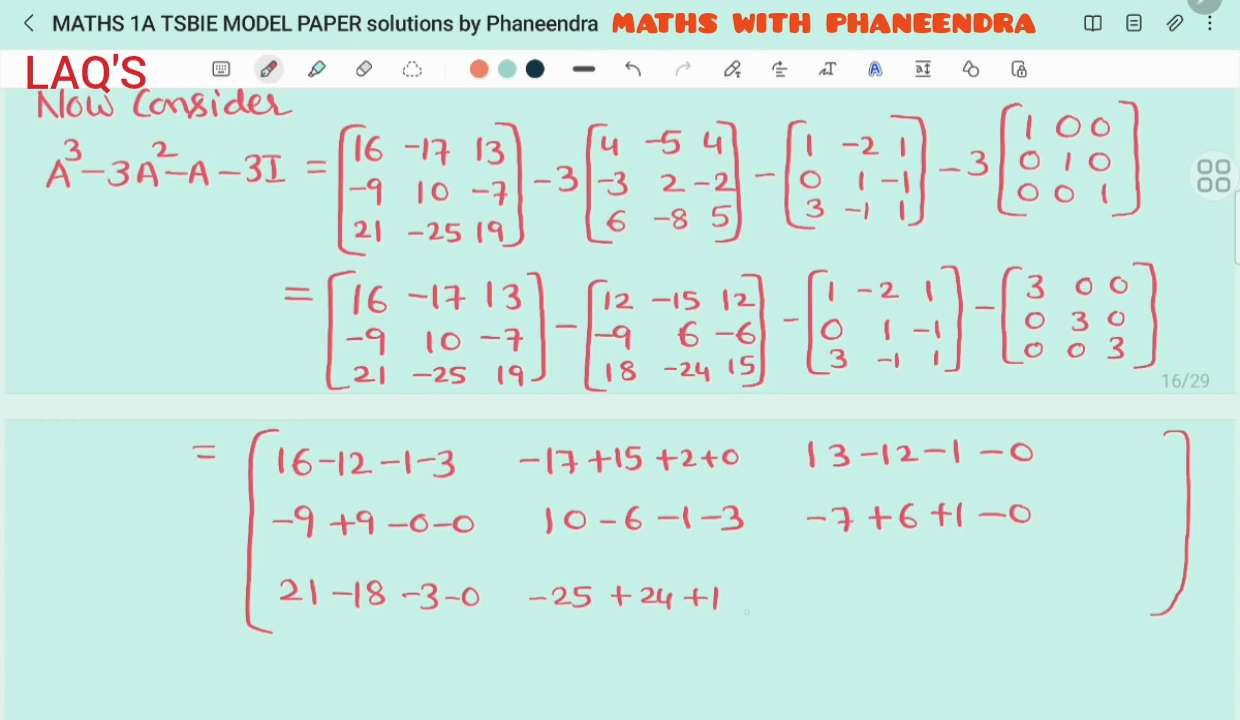 MATHS 1A TSBIE MODEL PAPER solutions by Phaneendra MATHS WITH PHANEENDRA
LAQ'S
Now Consider
A³-3A²-A-3I = [16 -17 13; -9 10 -7; 21 -25 19] -3 [4 -5 4; -3 2 -2; 6 -8 5] - [1 -2 1; 0 1 -1; 3 -1 1] -3 [1 0 0; 0 1 0; 0 0 1]
= [16 -17 13; -9 10 -7; 21 -25 19] - [12 -15 12; -9 6 -6; 18 -24 15] - [1 -2 1; 0 1 -1; 3 -1 1] - [3 0 0; 0 3 0; 0 0 3]
16/29
= [16-12-1-3 -17+15+2+0 13-12-1-0
-9+9-0-0 10-6-1-3 -7+6+1-0
21-18-3-0 -25+24+1 ]